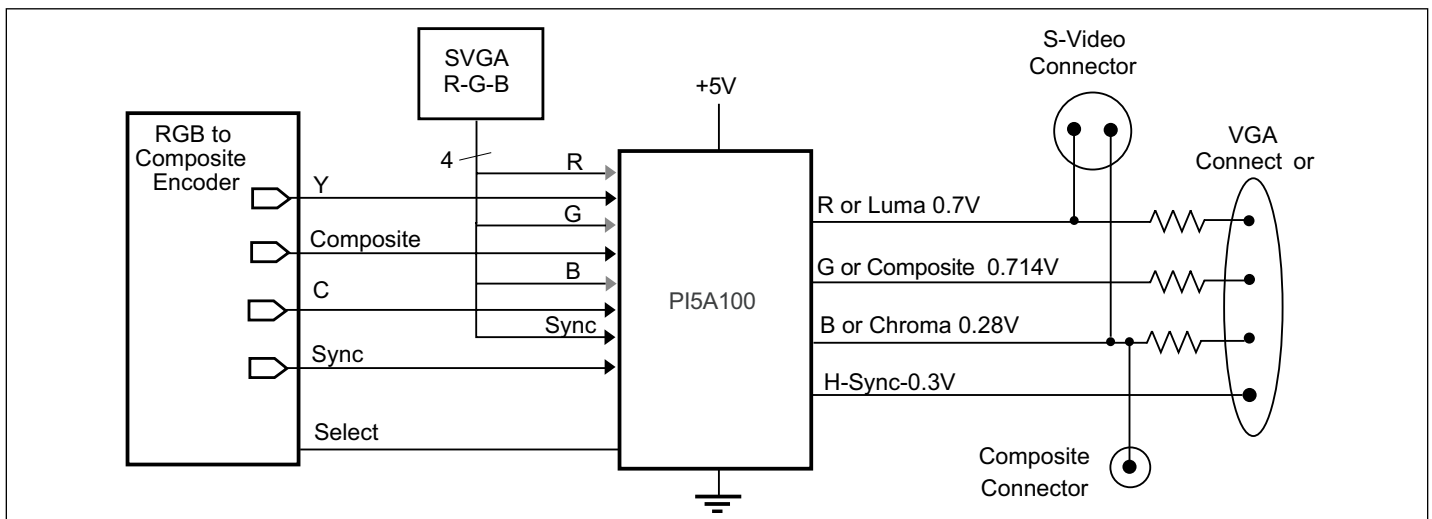 SVGA
R-G-B
S-Video
Connector
+5V
RGB to
Composite
Encoder
VGA
Connect or
4
R
Y
G
Composite
B
C
Sync
Sync
Select
PI5A100
R or Luma 0.7V
G or Composite 0.714V
B or Chroma 0.28V
H-Sync-0.3V
Composite
Connector